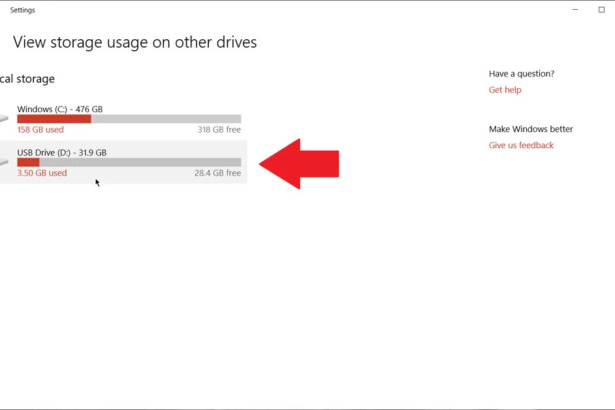 Settings
View storage usage on other drives
cal storage
Windows (C:) - 476 GB
158 GB used
318 GB free
USB Drive (D:) - 31.9 GB
3.50 GB used
28.4 GB free
Have a question?
Get help
Make Windows better
Give us feedback